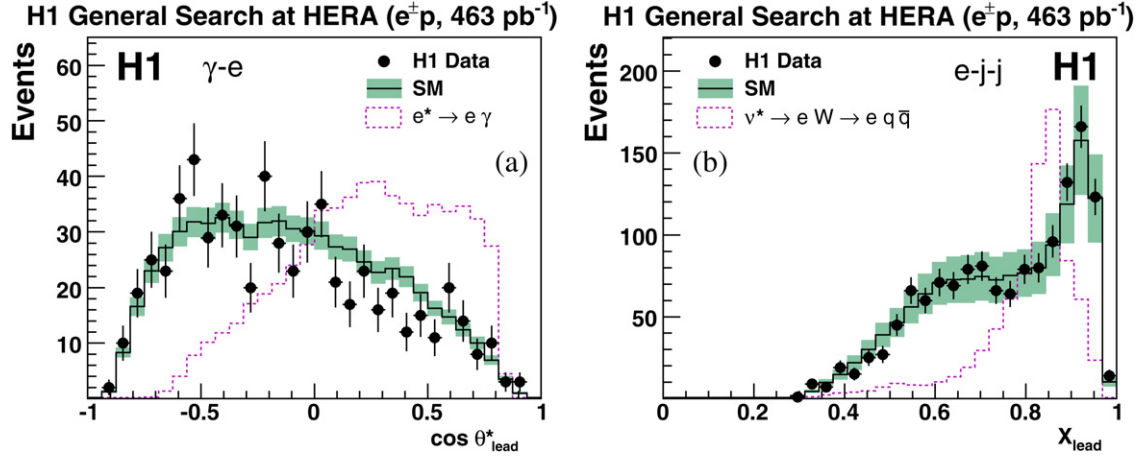 H1 General Search at HERA (e±p, 463 pb⁻¹)
H1
γ-e
H1 Data
SM
e* → e γ
(a)
Events
60
50
40
30
20
10
-1
-0.5
0
0.5
1
cos θ*lead
H1 General Search at HERA (e±p, 463 pb⁻¹)
H1 Data
SM
ν* → e W → e q q̄
e-j-j
H1
(b)
Events
200
150
100
50
0
0.2
0.4
0.6
0.8
1
Xlead